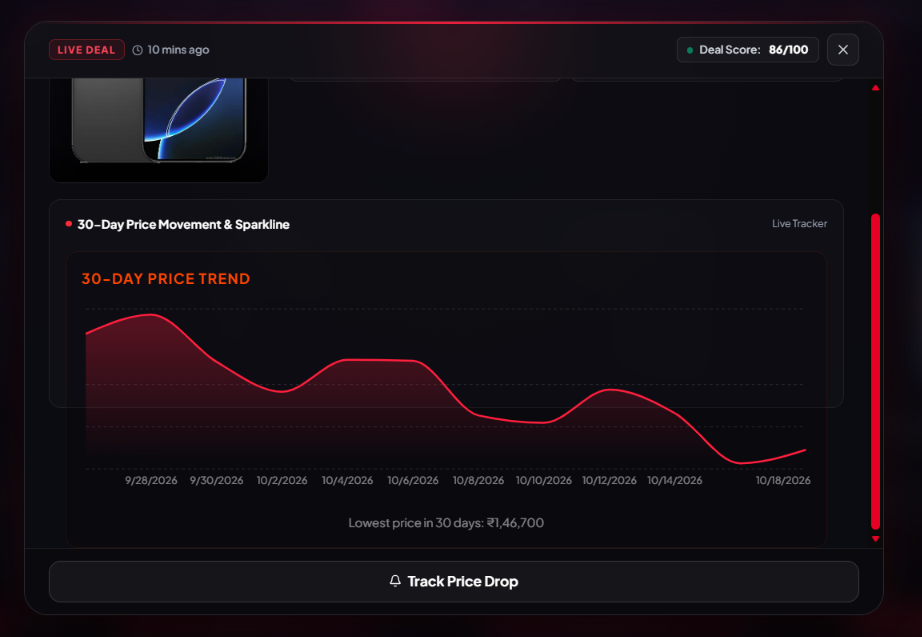 LIVE DEAL 10 mins ago Deal Score: 86/100
30-Day Price Movement & Sparkline Live Tracker
30-DAY PRICE TREND
9/28/2026 9/30/2026 10/2/2026 10/4/2026 10/6/2026 10/8/2026 10/10/2026 10/12/2026 10/14/2026 10/18/2026
Lowest price in 30 days: ₹1,46,700
Track Price Drop